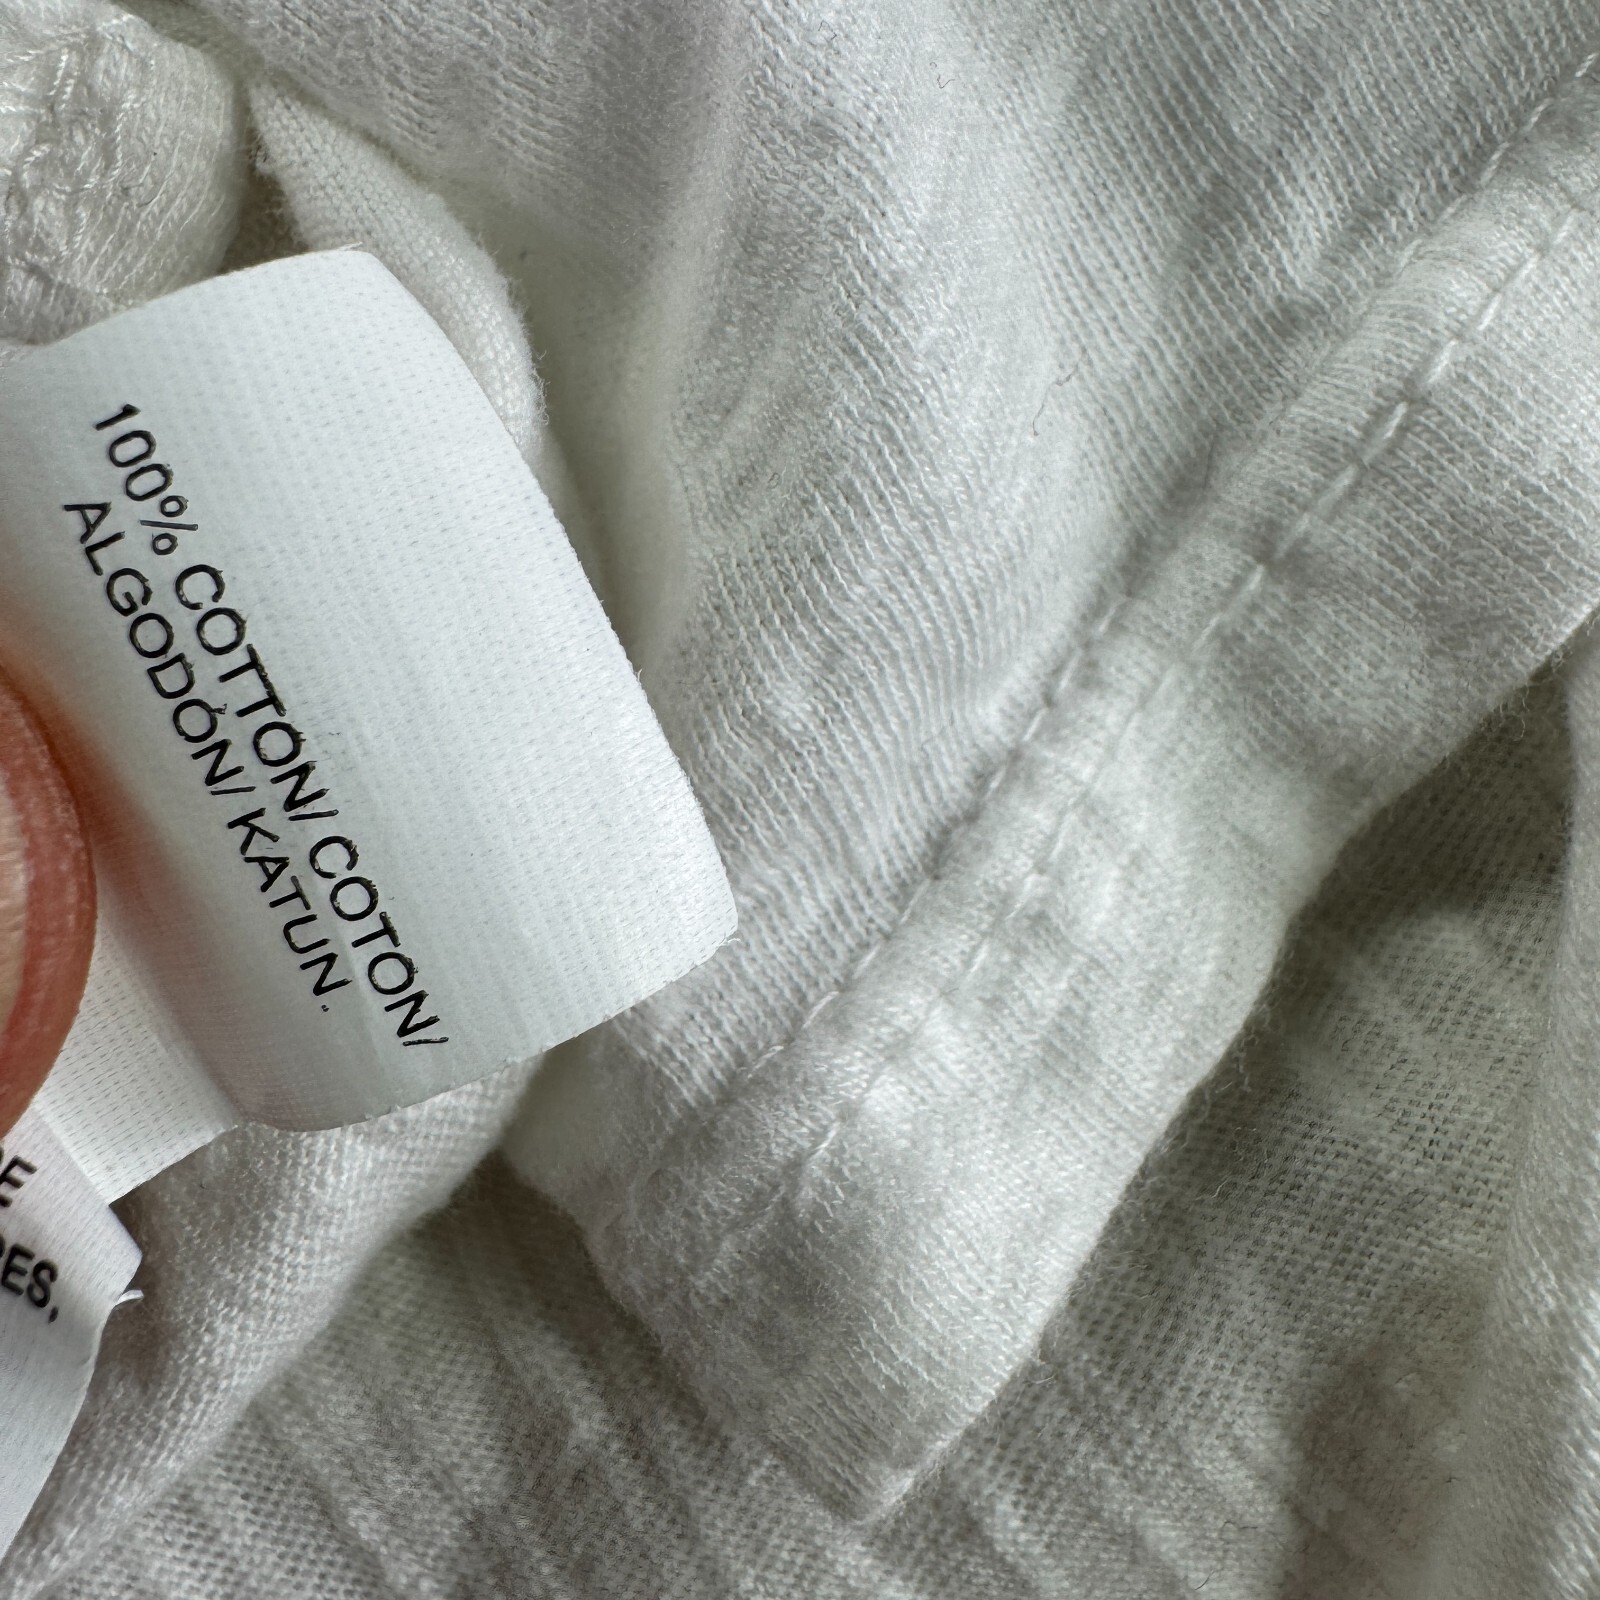 100% COTTON/ COTON/
ALGODÓN/ KATUN.